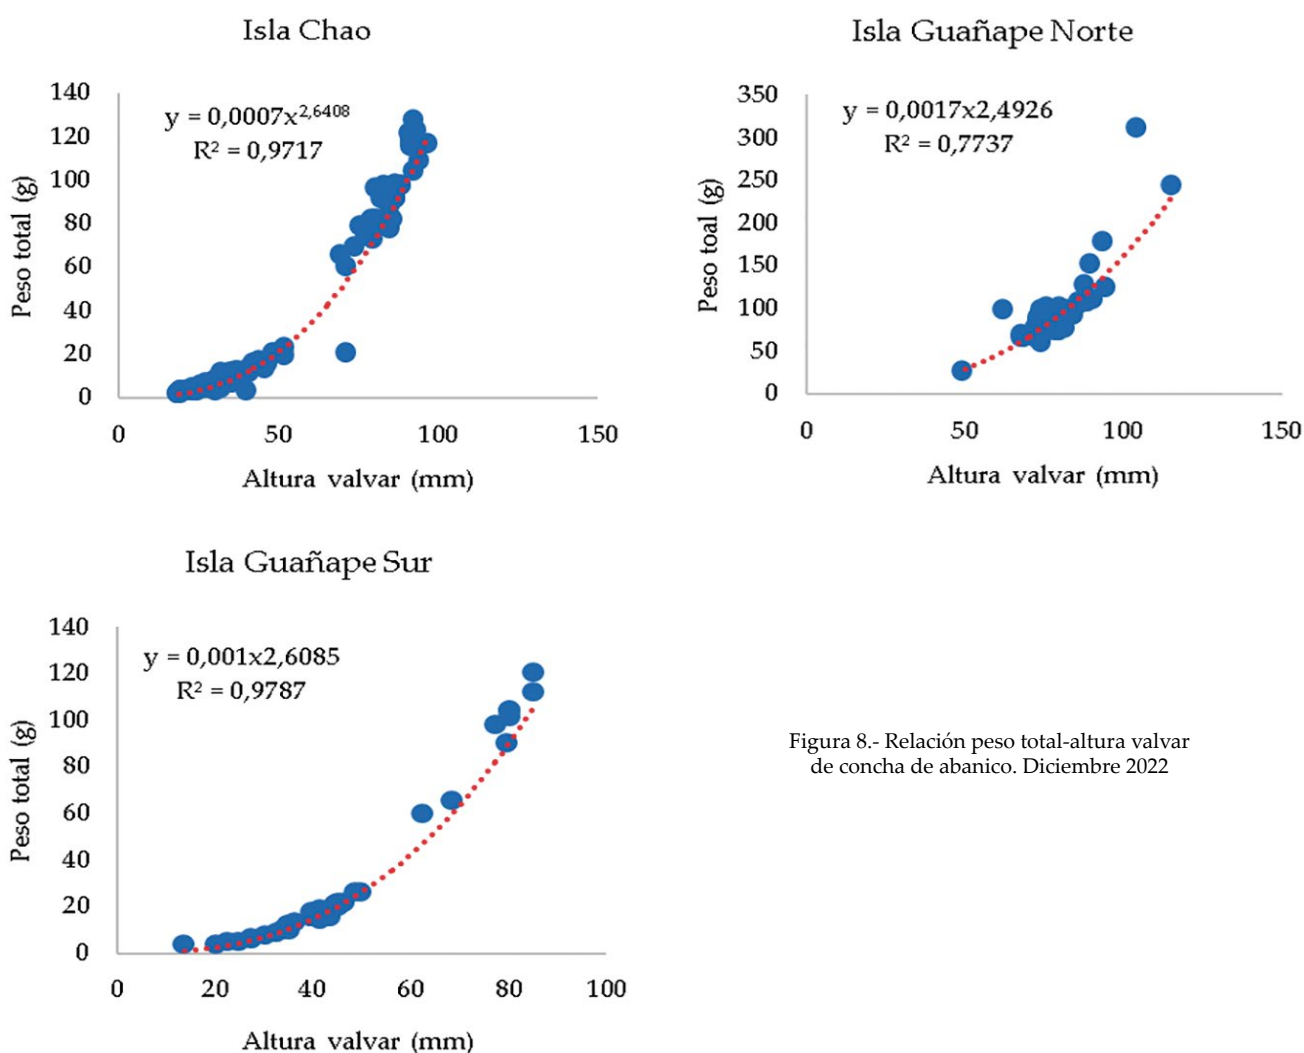 Isla Chao
y = 0,0007x^2,6408
R² = 0,9717
Peso total (g)
140
120
100
80
60
40
20
0
0 50 100 150
Altura valvar (mm)
Isla Guañape Norte
y = 0,0017x2,4926
R² = 0,7737
Peso toal (g)
350
300
250
200
150
100
50
0
0 50 100 150
Altura valvar (mm)
Isla Guañape Sur
y = 0,001x2,6085
R² = 0,9787
Peso total (g)
140
120
100
80
60
40
20
0
0 20 40 60 80 100
Altura valvar (mm)
Figura 8.- Relación peso total-altura valvar
de concha de abanico. Diciembre 2022